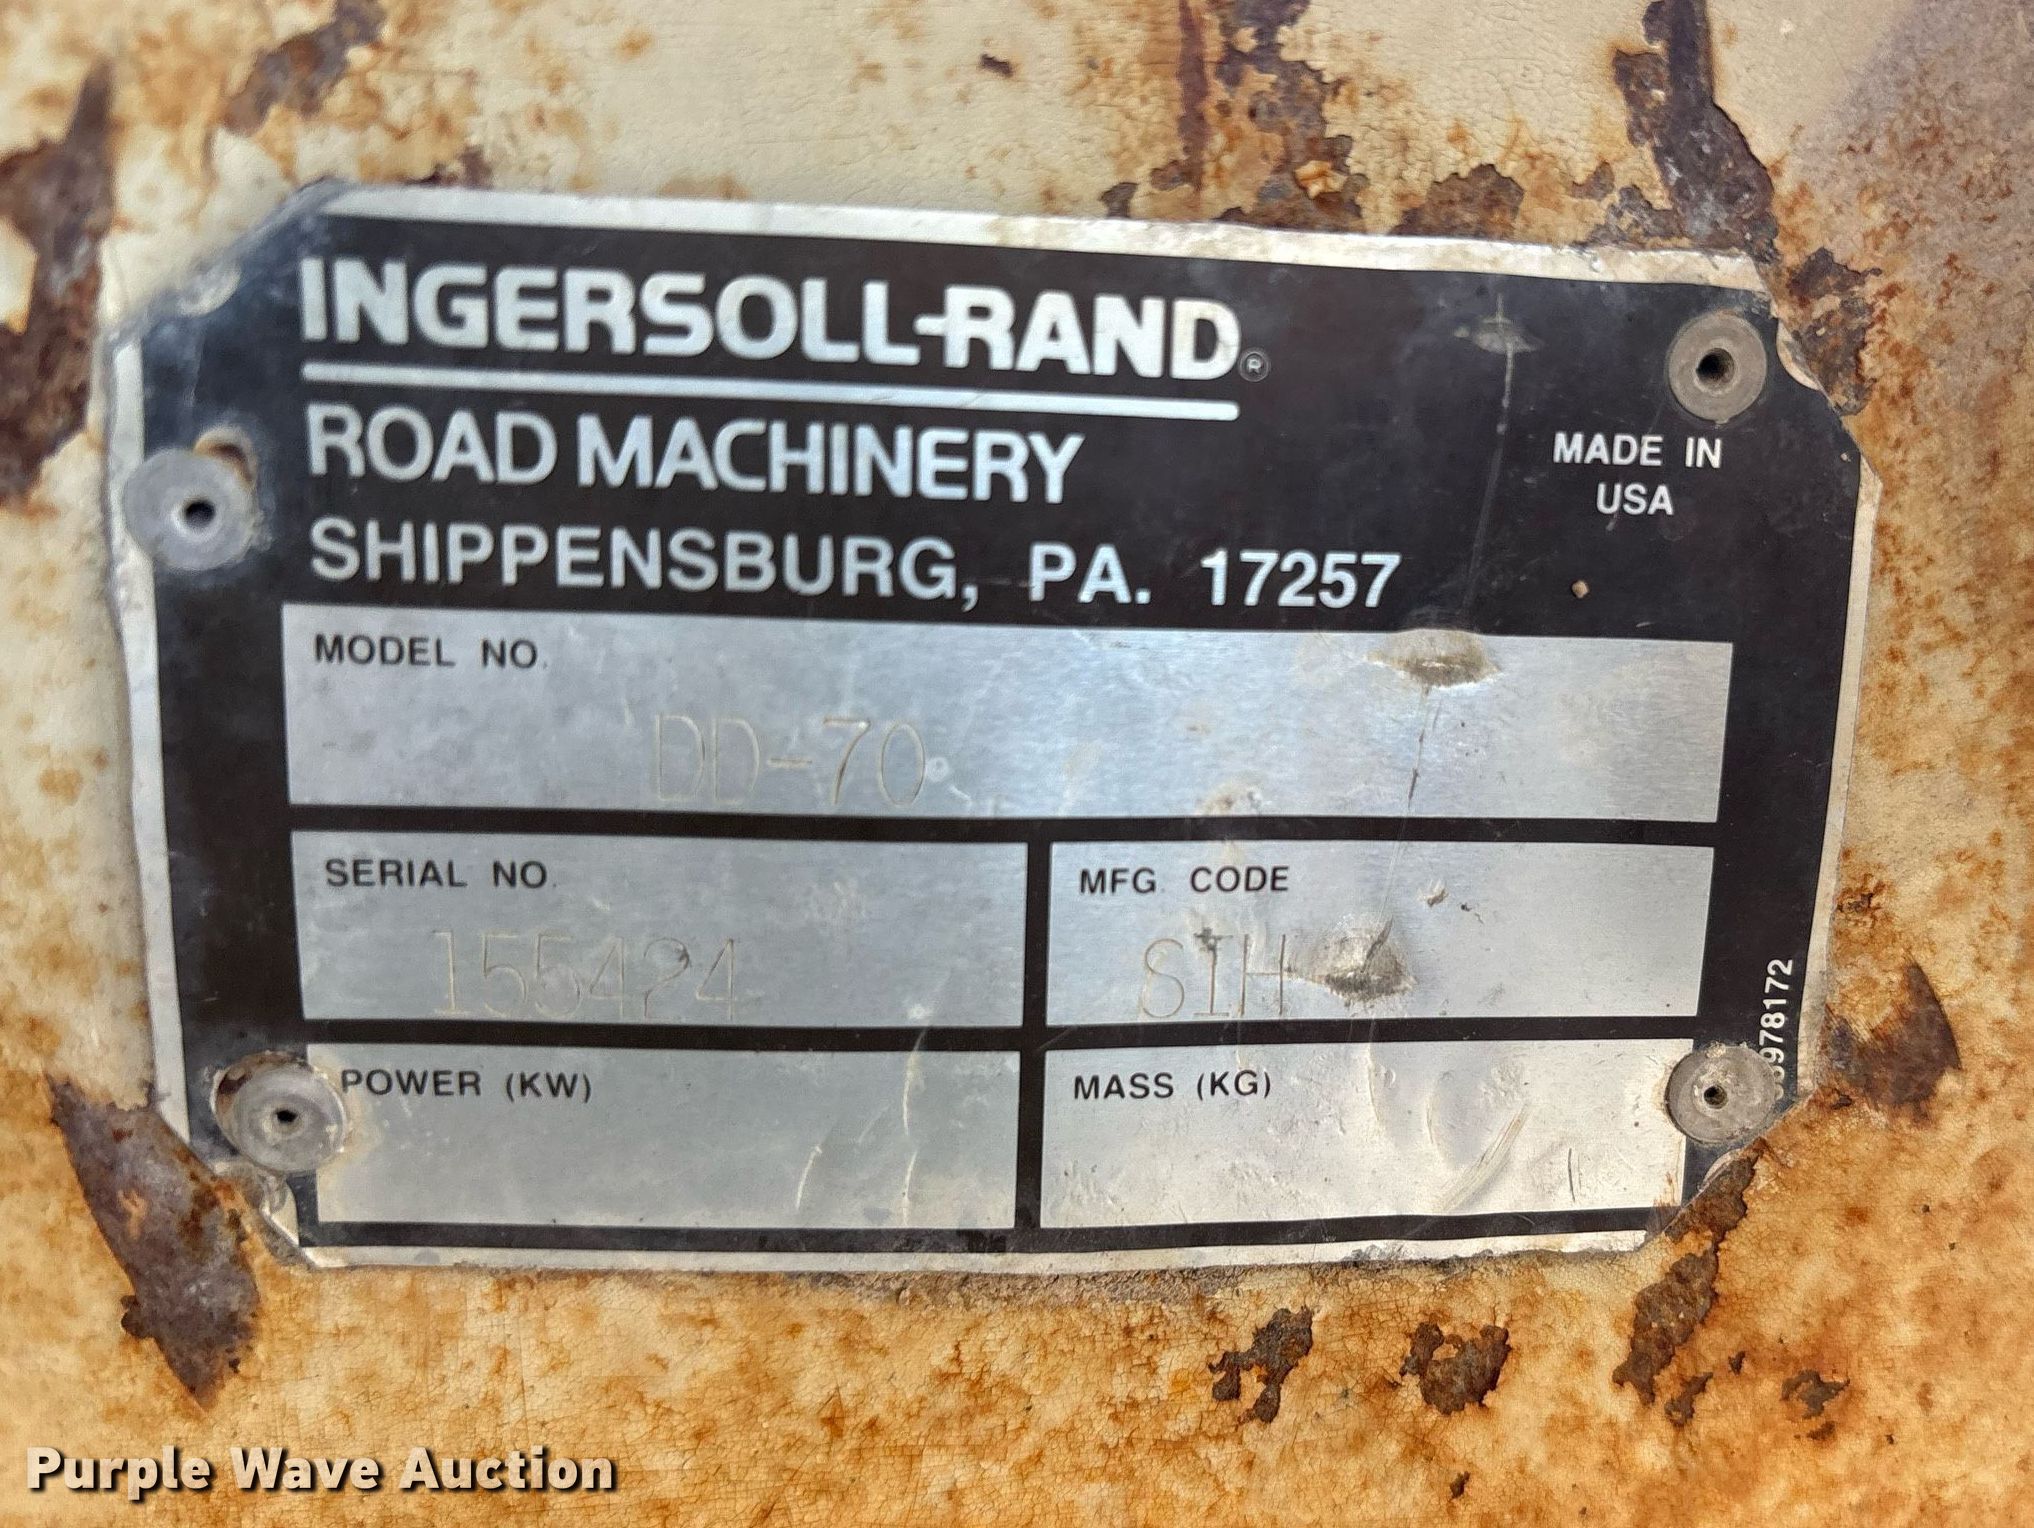 INGERSOLL-RAND®
ROAD MACHINERY
SHIPPENSBURG, PA. 17257
MADE IN
USA
MODEL NO.
DD-70
SERIAL NO.
155424
MFG. CODE
SIH
POWER (KW)
MASS (KG)
Purple Wave Auction